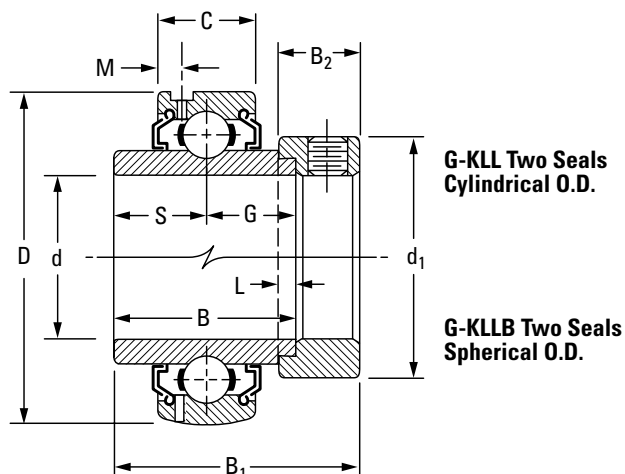 C
M
B2
G-KLL Two Seals
Cylindrical O.D.
S
G
D
d
L
d1
B
G-KLLB Two Seals
Spherical O.D.
B1